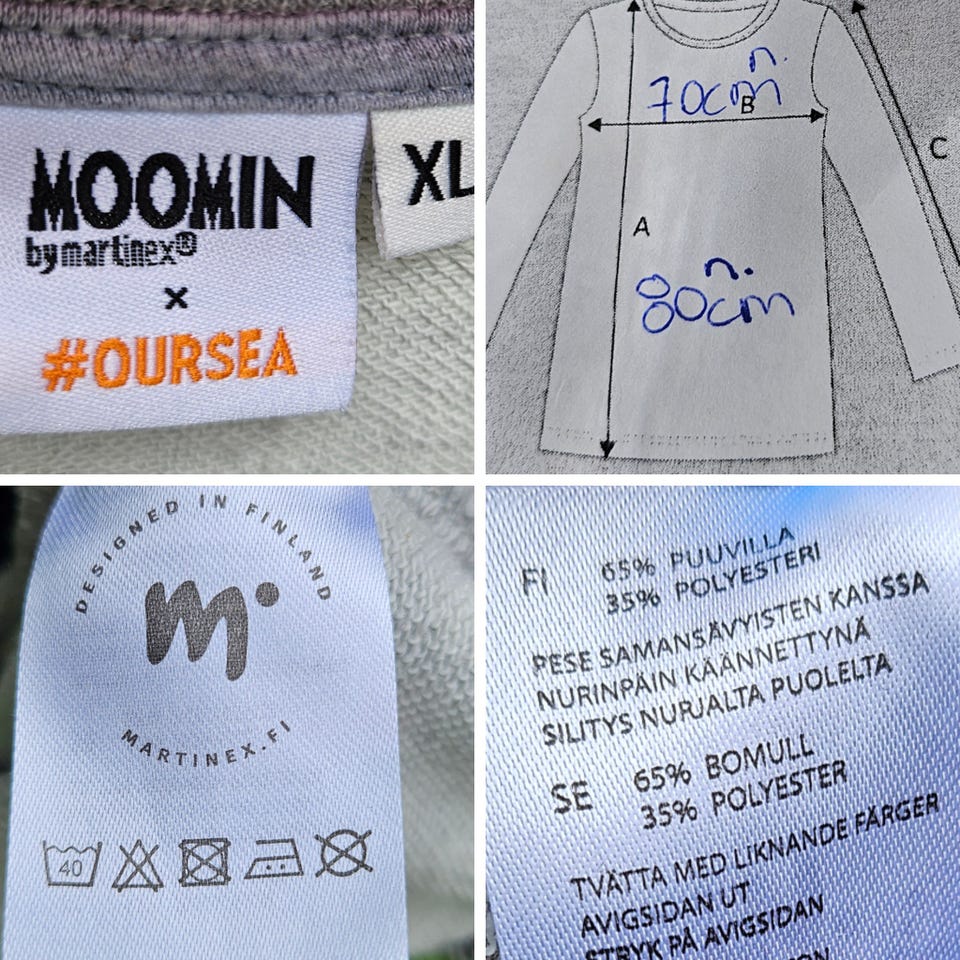 MOOMIN
by martinex®
x
#OURSEA
XL
n.
70cm
B
C
A
n.
80cm
DESIGNED IN FINLAND
m
MARTINEX.FI
40
FI 65% PUUVILLA
35% POLYESTERI
PESE SAMANSÄVYISTEN KANSSA
NURINPÄIN KÄÄNNETTYNÄ
SILITYS NURJALTA PUOLELTA
SE 65% BOMULL
35% POLYESTER
TVÄTTA MED LIKNANDE FÄRGER
AVIGSIDAN UT
STRYK PÅ AVIGSIDAN